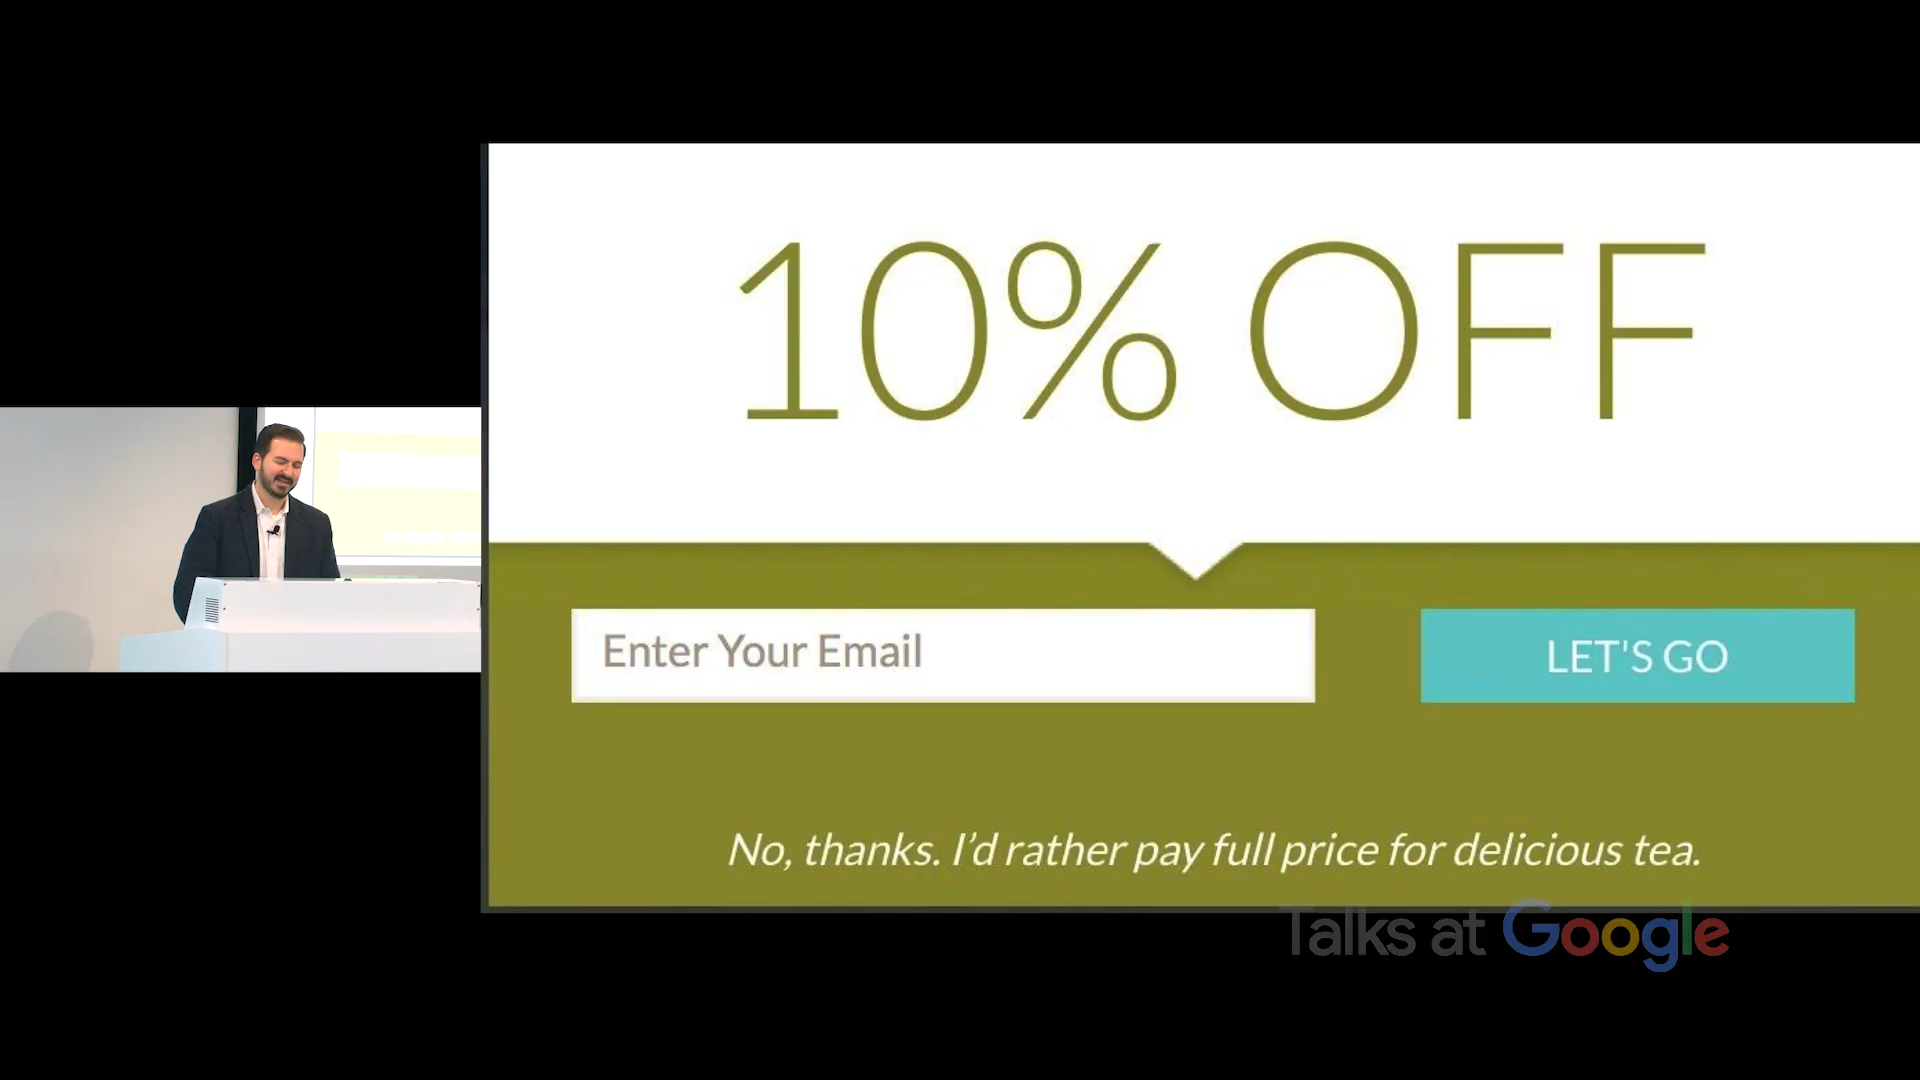 10% OFF
Enter Your Email
LET'S GO
No, thanks. I'd rather pay full price for delicious tea.
Talks at Google